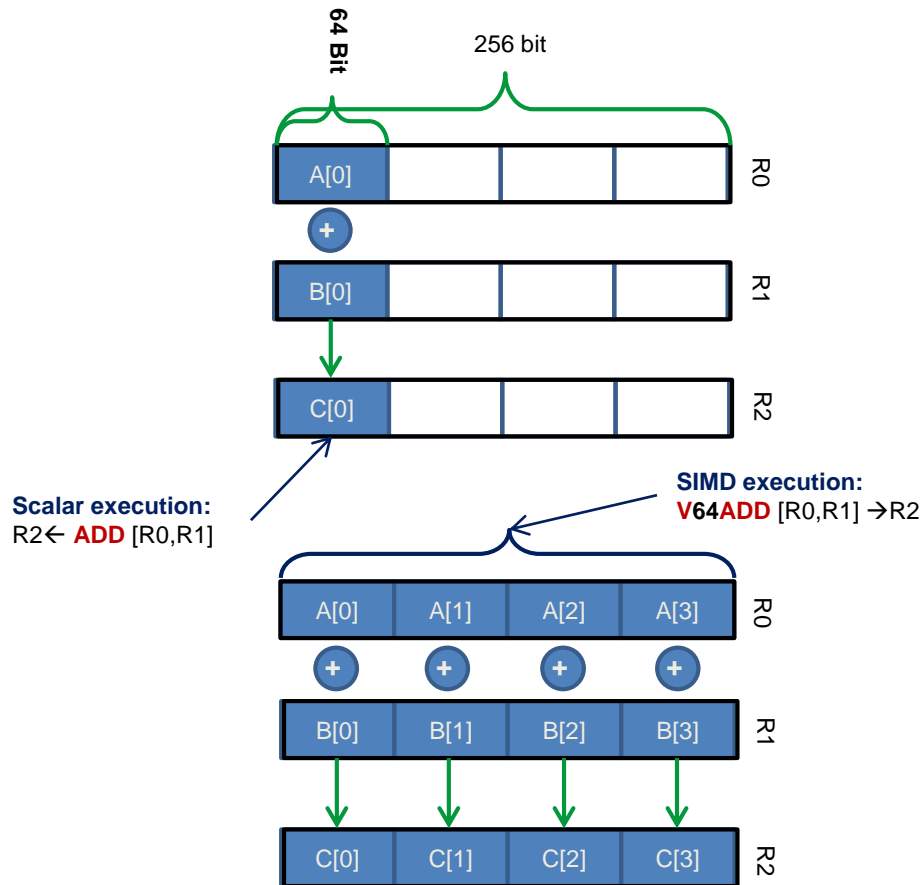 64 Bit
256 bit
A[0]
R0
+
B[0]
R1
C[0]
R2
Scalar execution:
R2← ADD [R0,R1]
SIMD execution:
V64ADD [R0,R1] →R2
A[0] A[1] A[2] A[3]
R0
+ + + +
B[0] B[1] B[2] B[3]
R1
C[0] C[1] C[2] C[3]
R2